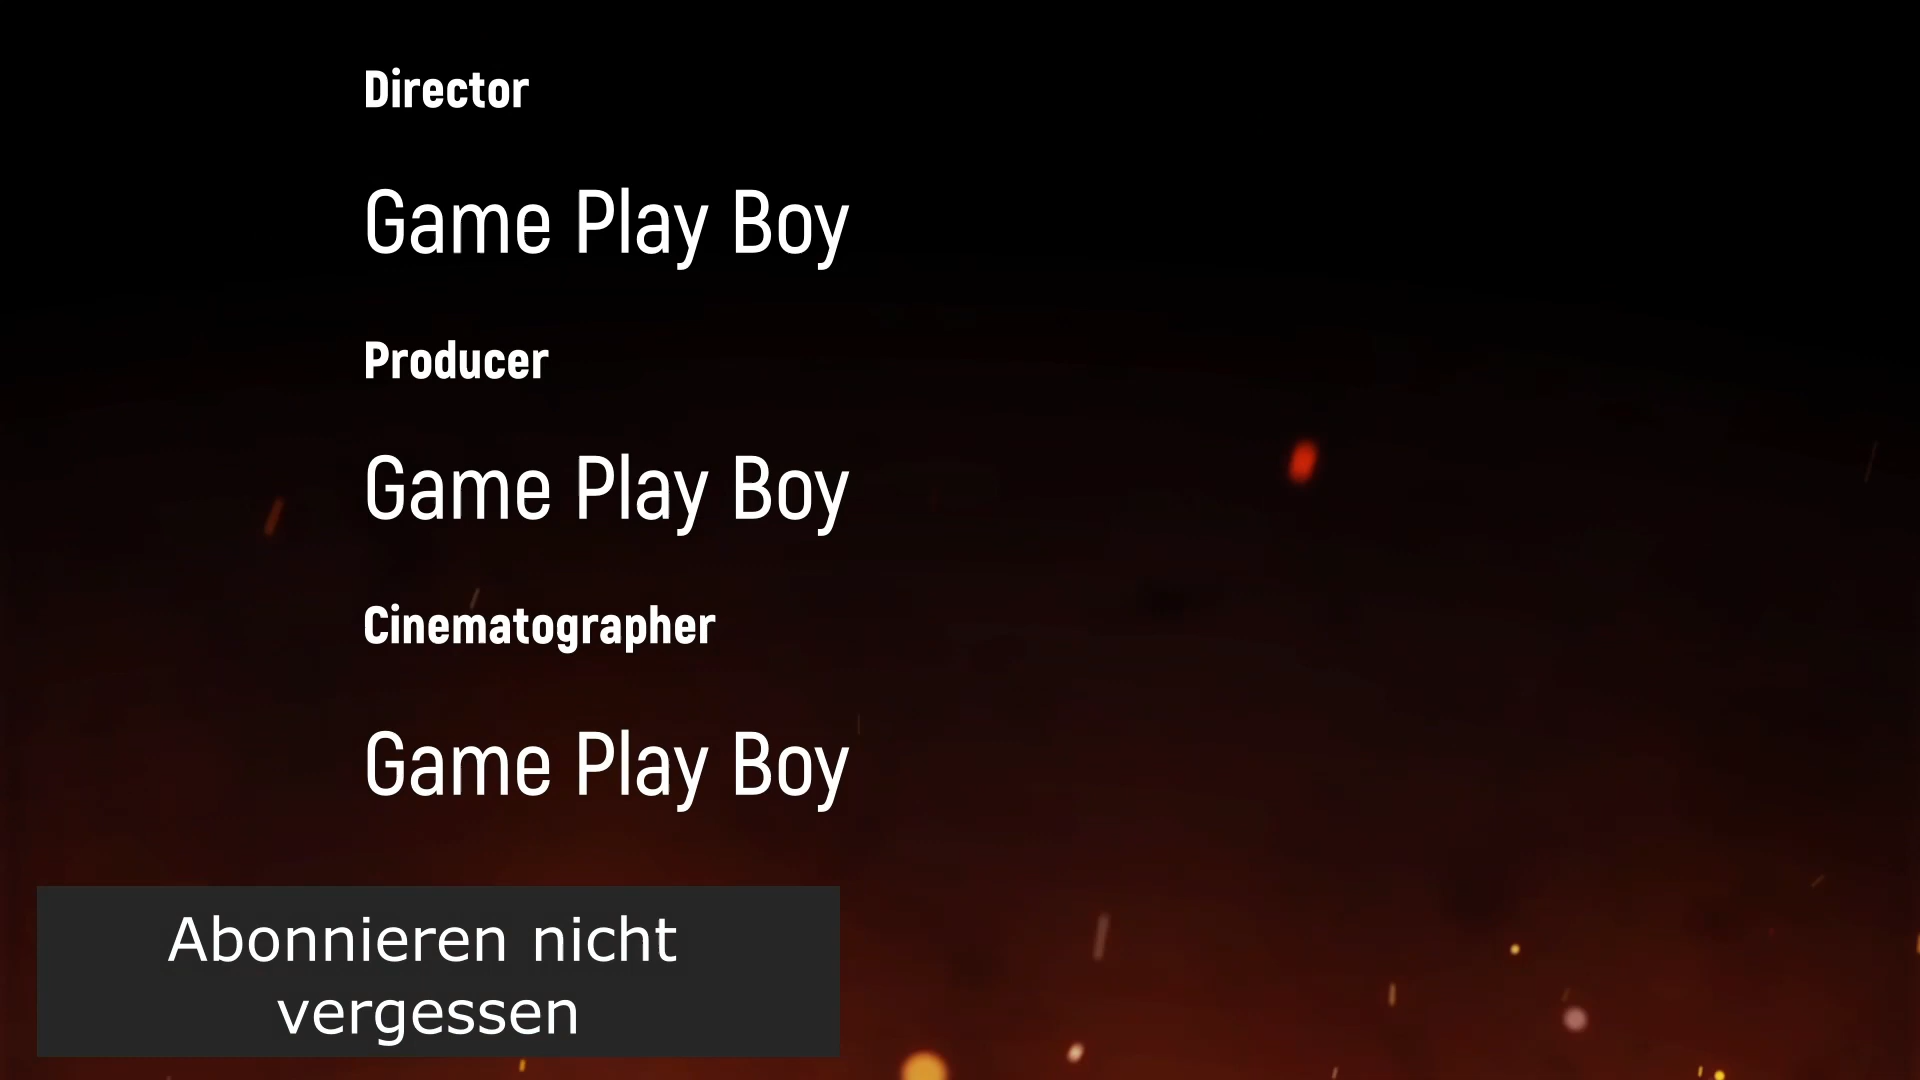 Director
Game Play Boy
Producer
Game Play Boy
Cinematographer
Game Play Boy
Abonnieren nicht
vergessen